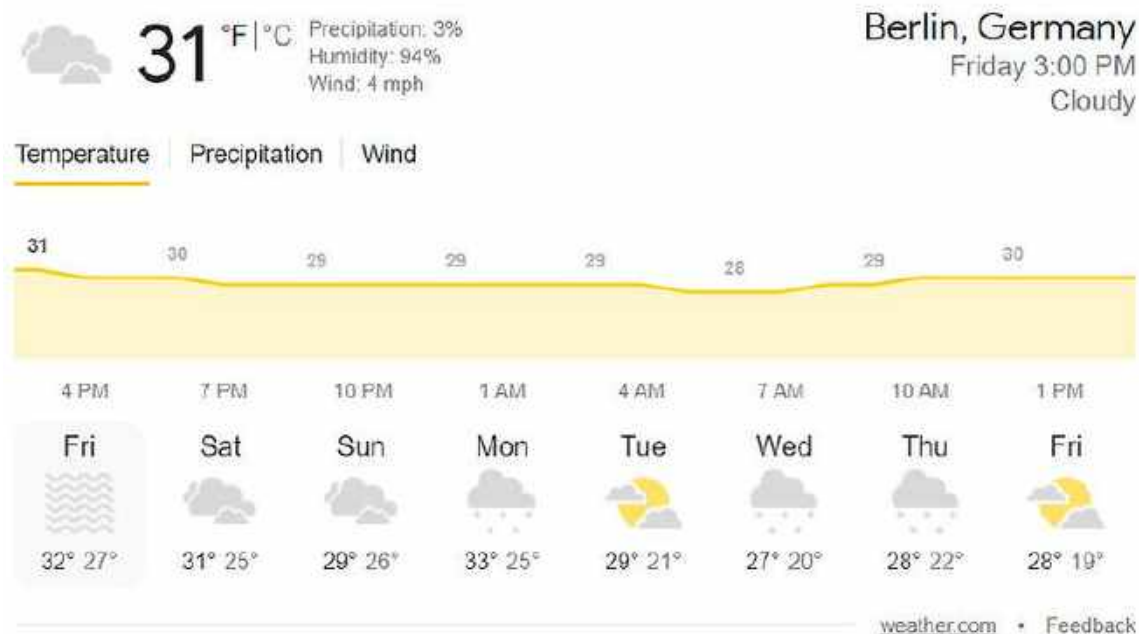 31 °F|°C Precipitation: 3%
Humidity: 94%
Wind: 4 mph
Berlin, Germany
Friday 3:00 PM
Cloudy
Temperature Precipitation Wind
31 30 29 29 29 28 29 30
4 PM 7 PM 10 PM 1 AM 4 AM 7 AM 10 AM 1 PM
Fri Sat Sun Mon Tue Wed Thu Fri
32° 27° 31° 25° 29° 26° 33° 25° 29° 21° 27° 20° 28° 22° 28° 19°
weather.com • Feedback